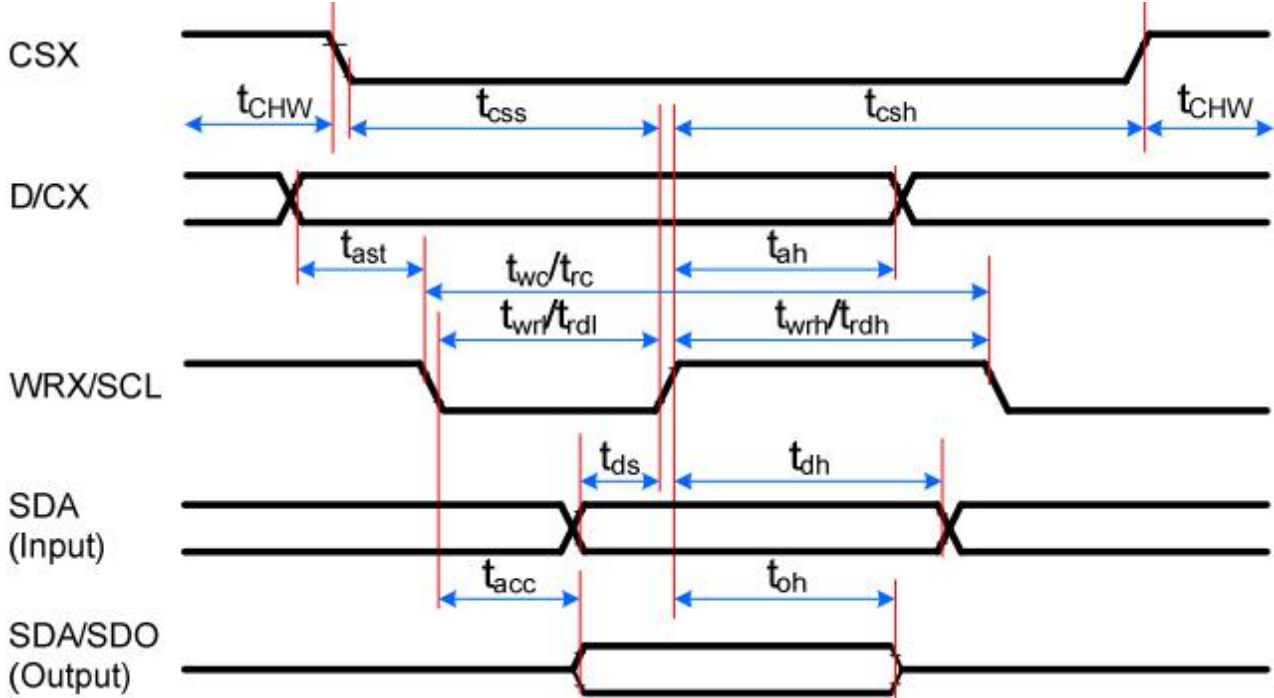 CSX
tCHW
tcss
tcsh
tCHW
D/CX
tast
tah
twc/trc
twrl/trdl
twrh/trdh
WRX/SCL
tds
tdh
SDA
(Input)
tacc
toh
SDA/SDO
(Output)